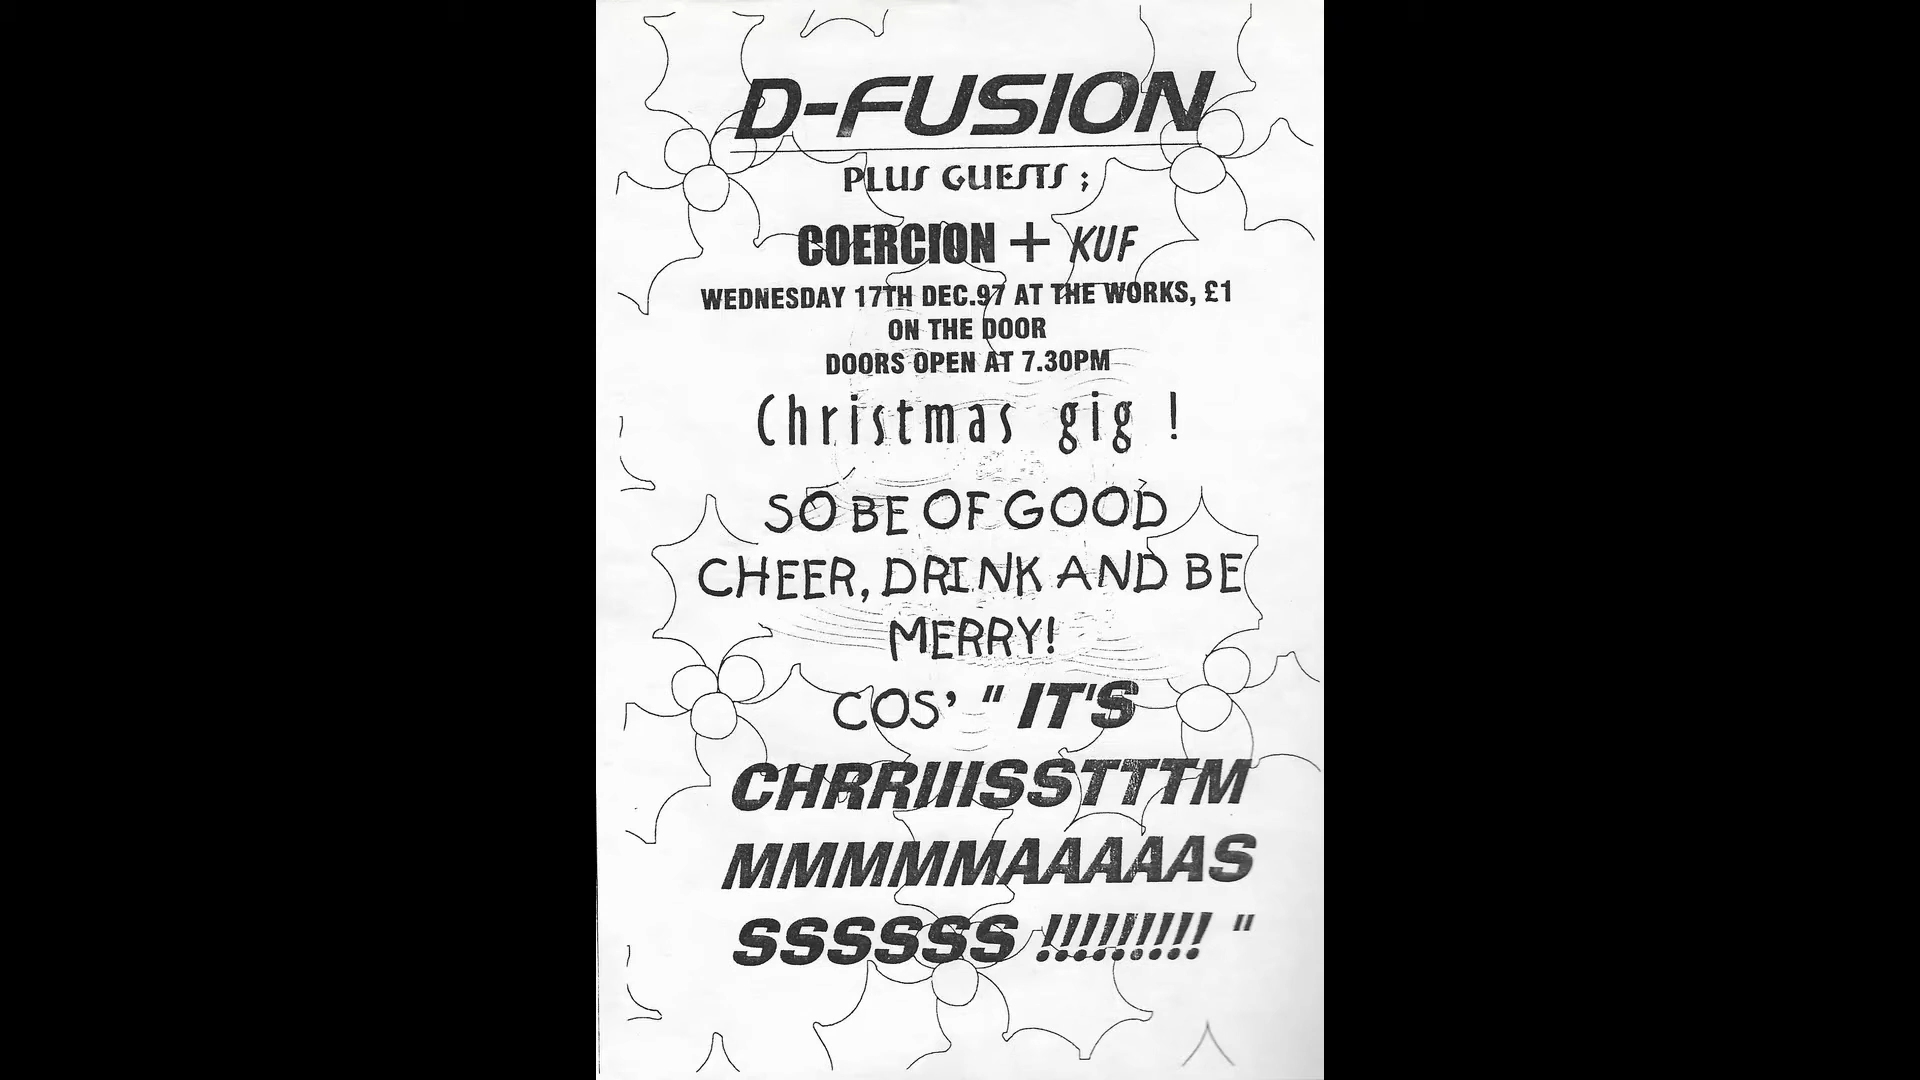 D-FUSION
PLUS GUESTS ;
COERCION + KUF
WEDNESDAY 17TH DEC.97 AT THE WORKS, £1
ON THE DOOR
DOORS OPEN AT 7.30PM
Christmas gig !
SO BE OF GOOD
CHEER, DRINK AND BE
MERRY!
COS' " IT'S
CHRRIIISSTTTM
MMMMMMAAAAAS
SSSSSS !!!!!!!!! "